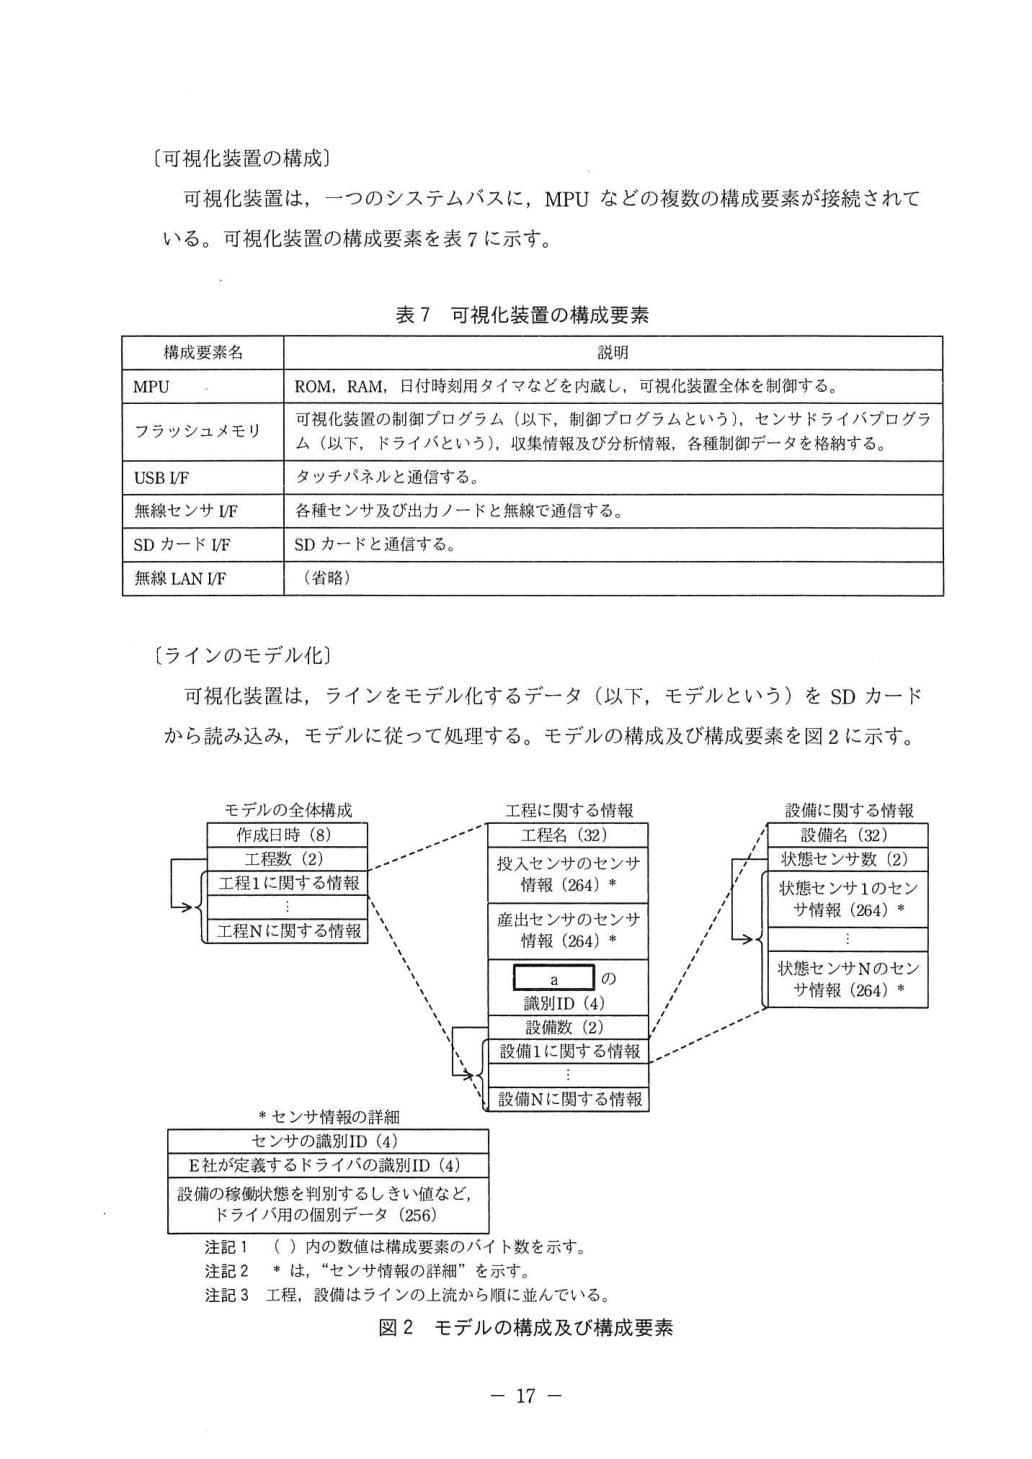 〔可視化装置の構成〕
可視化装置は，一つのシステムバスに，MPU などの複数の構成要素が接続されて
いる。可視化装置の構成要素を表 7 に示す。
表 7　可視化装置の構成要素
構成要素名　説明
MPU　ROM，RAM，日付時刻用タイマなどを内蔵し，可視化装置全体を制御する。
フラッシュメモリ　可視化装置の制御プログラム（以下，制御プログラムという），センサドライバプログラ
ム（以下，ドライバという），収集情報及び分析情報，各種制御データを格納する。
USB I/F　タッチパネルと通信する。
無線センサ I/F　各種センサ及び出力ノードと無線で通信する。
SD カード I/F　SD カードと通信する。
無線 LAN I/F　（省略）
〔ラインのモデル化〕
可視化装置は，ラインをモデル化するデータ（以下，モデルという）を SD カード
から読み込み，モデルに従って処理する。モデルの構成及び構成要素を図 2 に示す。
モデルの全体構成
作成日時（8）
工程数（2）
工程1に関する情報
⋮
工程Nに関する情報
工程に関する情報
工程名（32）
投入センサのセンサ
情報（264）*
産出センサのセンサ
情報（264）*
a の
識別ID（4）
設備数（2）
設備1に関する情報
⋮
設備Nに関する情報
設備に関する情報
設備名（32）
状態センサ数（2）
状態センサ1のセン
サ情報（264）*
⋮
状態センサNのセン
サ情報（264）*
* センサ情報の詳細
センサの識別ID（4）
E社が定義するドライバの識別ID（4）
設備の稼働状態を判別するしきい値など，
ドライバ用の個別データ（256）
注記 1　（ ）内の数値は構成要素のバイト数を示す。
注記 2　* は，“センサ情報の詳細”を示す。
注記 3　工程，設備はラインの上流から順に並んでいる。
図 2　モデルの構成及び構成要素
－ 17 －